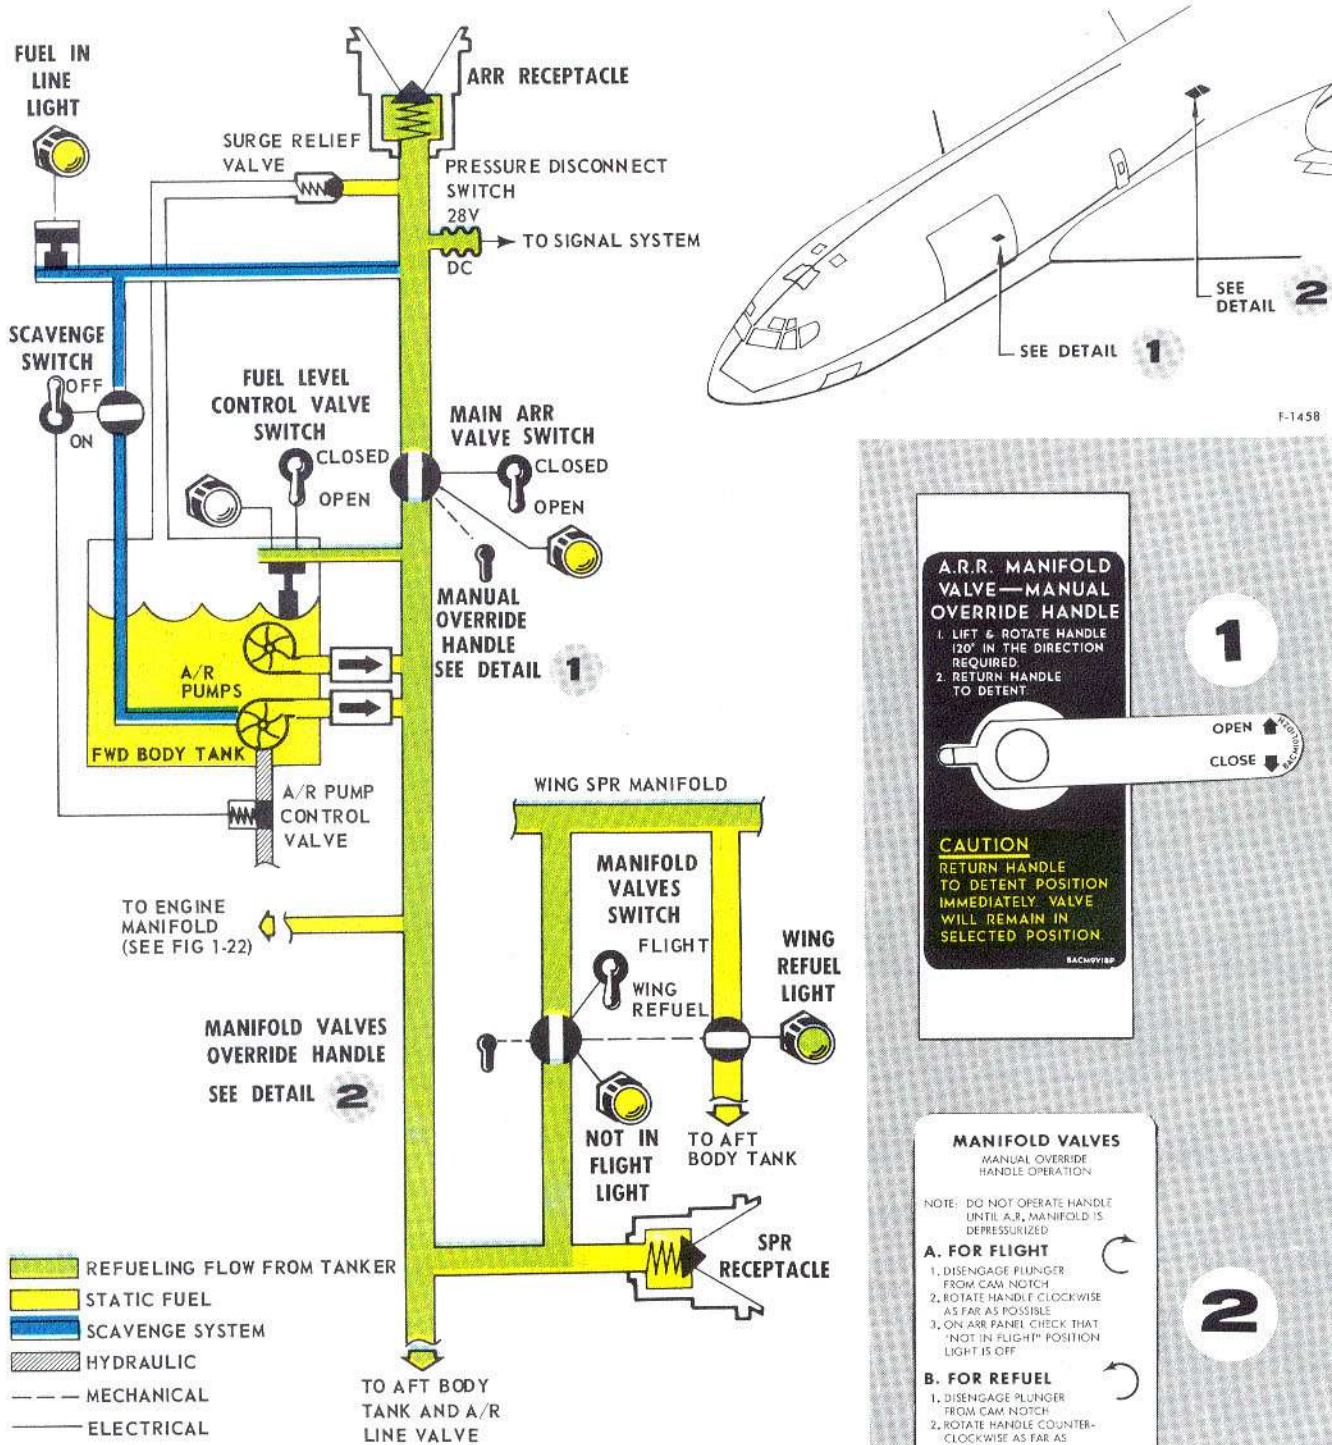 FUEL IN
LINE
LIGHT
ARR RECEPTACLE
SURGE RELIEF
VALVE
PRESSURE DISCONNECT
SWITCH
28V
DC
TO SIGNAL SYSTEM
SCAVENGE
SWITCH
OFF
ON
FUEL LEVEL
CONTROL VALVE
SWITCH
CLOSED
OPEN
MAIN ARR
VALVE SWITCH
CLOSED
OPEN
MANUAL
OVERRIDE
HANDLE
SEE DETAIL 1
A/R
PUMPS
FWD BODY TANK
A/R PUMP
CONTROL
VALVE
TO ENGINE
MANIFOLD
(SEE FIG 1-22)
WING SPR MANIFOLD
MANIFOLD
VALVES
SWITCH
FLIGHT
WING
REFUEL
WING
REFUEL
LIGHT
MANIFOLD VALVES
OVERRIDE HANDLE
SEE DETAIL 2
NOT IN
FLIGHT
LIGHT
TO AFT
BODY TANK
SPR
RECEPTACLE
REFUELING FLOW FROM TANKER
STATIC FUEL
SCAVENGE SYSTEM
HYDRAULIC
MECHANICAL
ELECTRICAL
TO AFT BODY
TANK AND A/R
LINE VALVE
SEE
DETAIL 2
SEE DETAIL 1
F-1458
A.R.R. MANIFOLD
VALVE—MANUAL
OVERRIDE HANDLE
1. LIFT & ROTATE HANDLE
120° IN THE DIRECTION
REQUIRED.
2. RETURN HANDLE
TO DETENT
OPEN
CLOSE
CAUTION
RETURN HANDLE
TO DETENT POSITION
IMMEDIATELY VALVE
WILL REMAIN IN
SELECTED POSITION.
1
MANIFOLD VALVES
MANUAL OVERRIDE
HANDLE OPERATION
NOTE: DO NOT OPERATE HANDLE
UNTIL A.R. MANIFOLD IS
DEPRESSURIZED
A. FOR FLIGHT
1. DISENGAGE PLUNGER
FROM CAM NOTCH
2. ROTATE HANDLE CLOCKWISE
AS FAR AS POSSIBLE
3. ON ARR PANEL CHECK THAT
"NOT IN FLIGHT" POSITION
LIGHT IS OFF
B. FOR REFUEL
1. DISENGAGE PLUNGER
FROM CAM NOTCH
2. ROTATE HANDLE COUNTER-
CLOCKWISE AS FAR AS
2